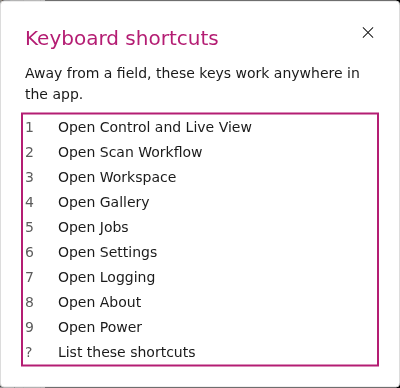 Keyboard shortcuts
Away from a field, these keys work anywhere in
the app.
1 Open Control and Live View
2 Open Scan Workflow
3 Open Workspace
4 Open Gallery
5 Open Jobs
6 Open Settings
7 Open Logging
8 Open About
9 Open Power
? List these shortcuts